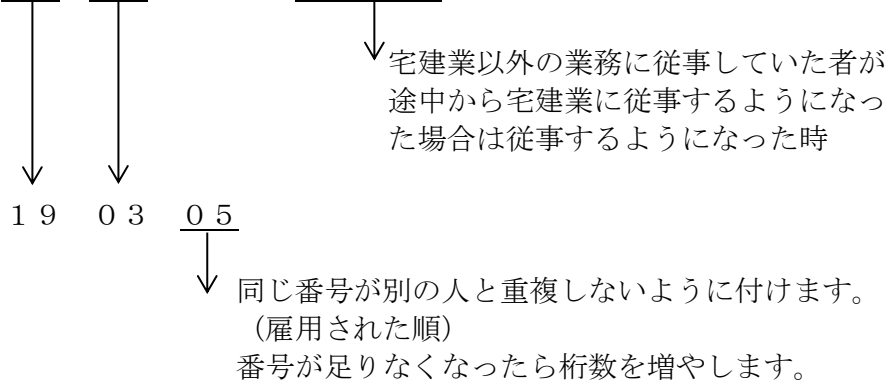 宅建業以外の業務に従事していた者が
途中から宅建業に従事するようになっ
た場合は従事するようになった時
１９　０３　０５
同じ番号が別の人と重複しないように付けます。
（雇用された順）
番号が足りなくなったら桁数を増やします。